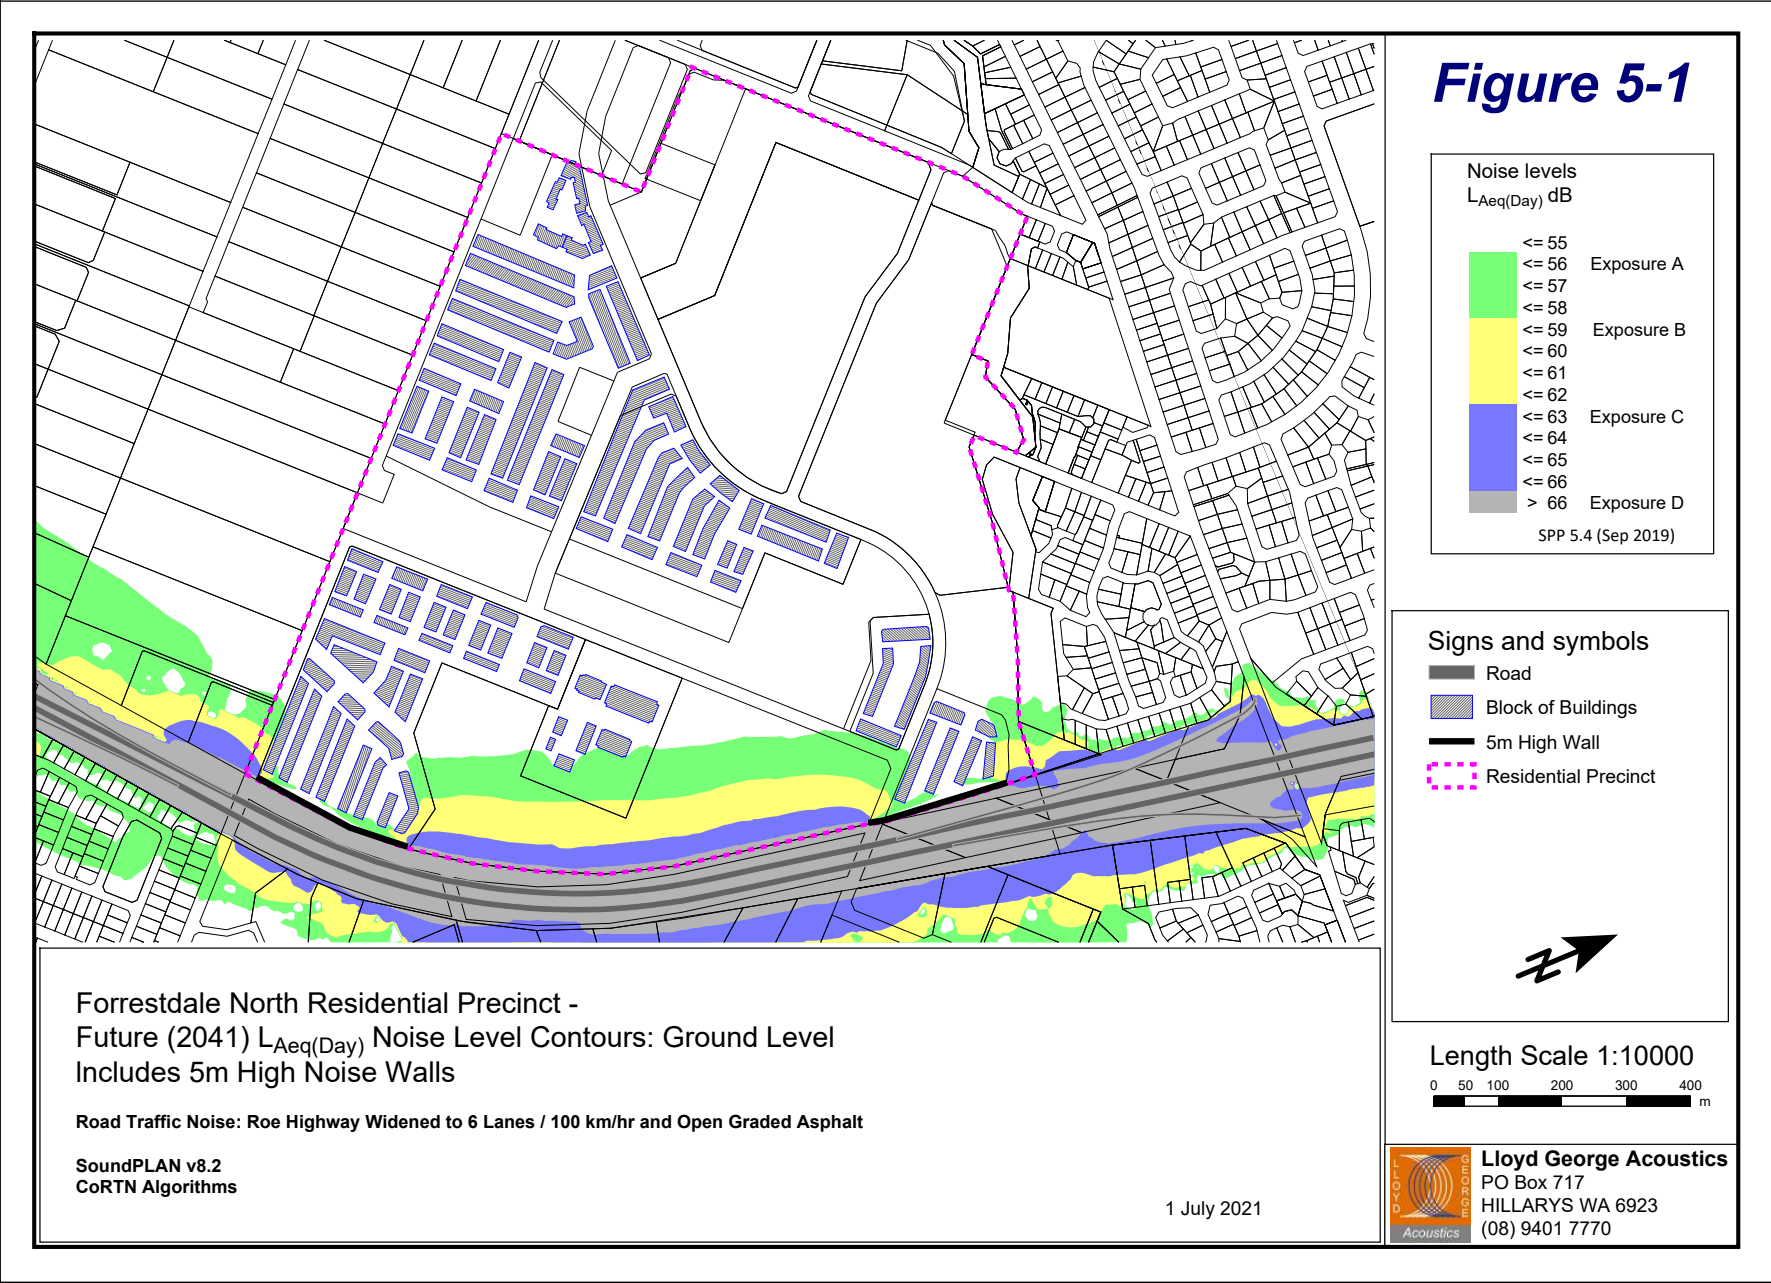 Figure 5-1
Noise levels
LAeq(Day) dB
<= 55
<= 56 Exposure A
<= 57
<= 58
<= 59 Exposure B
<= 60
<= 61
<= 62
<= 63 Exposure C
<= 64
<= 65
<= 66
> 66 Exposure D
SPP 5.4 (Sep 2019)
Signs and symbols
Road
Block of Buildings
5m High Wall
Residential Precinct
N
Length Scale 1:10000
0 50 100 200 300 400
m
Forrestdale North Residential Precinct -
Future (2041) LAeq(Day) Noise Level Contours: Ground Level
Includes 5m High Noise Walls
Road Traffic Noise: Roe Highway Widened to 6 Lanes / 100 km/hr and Open Graded Asphalt
SoundPLAN v8.2
CoRTN Algorithms
1 July 2021
LLOYD
GEORGE
Acoustics
Lloyd George Acoustics
PO Box 717
HILLARYS WA 6923
(08) 9401 7770